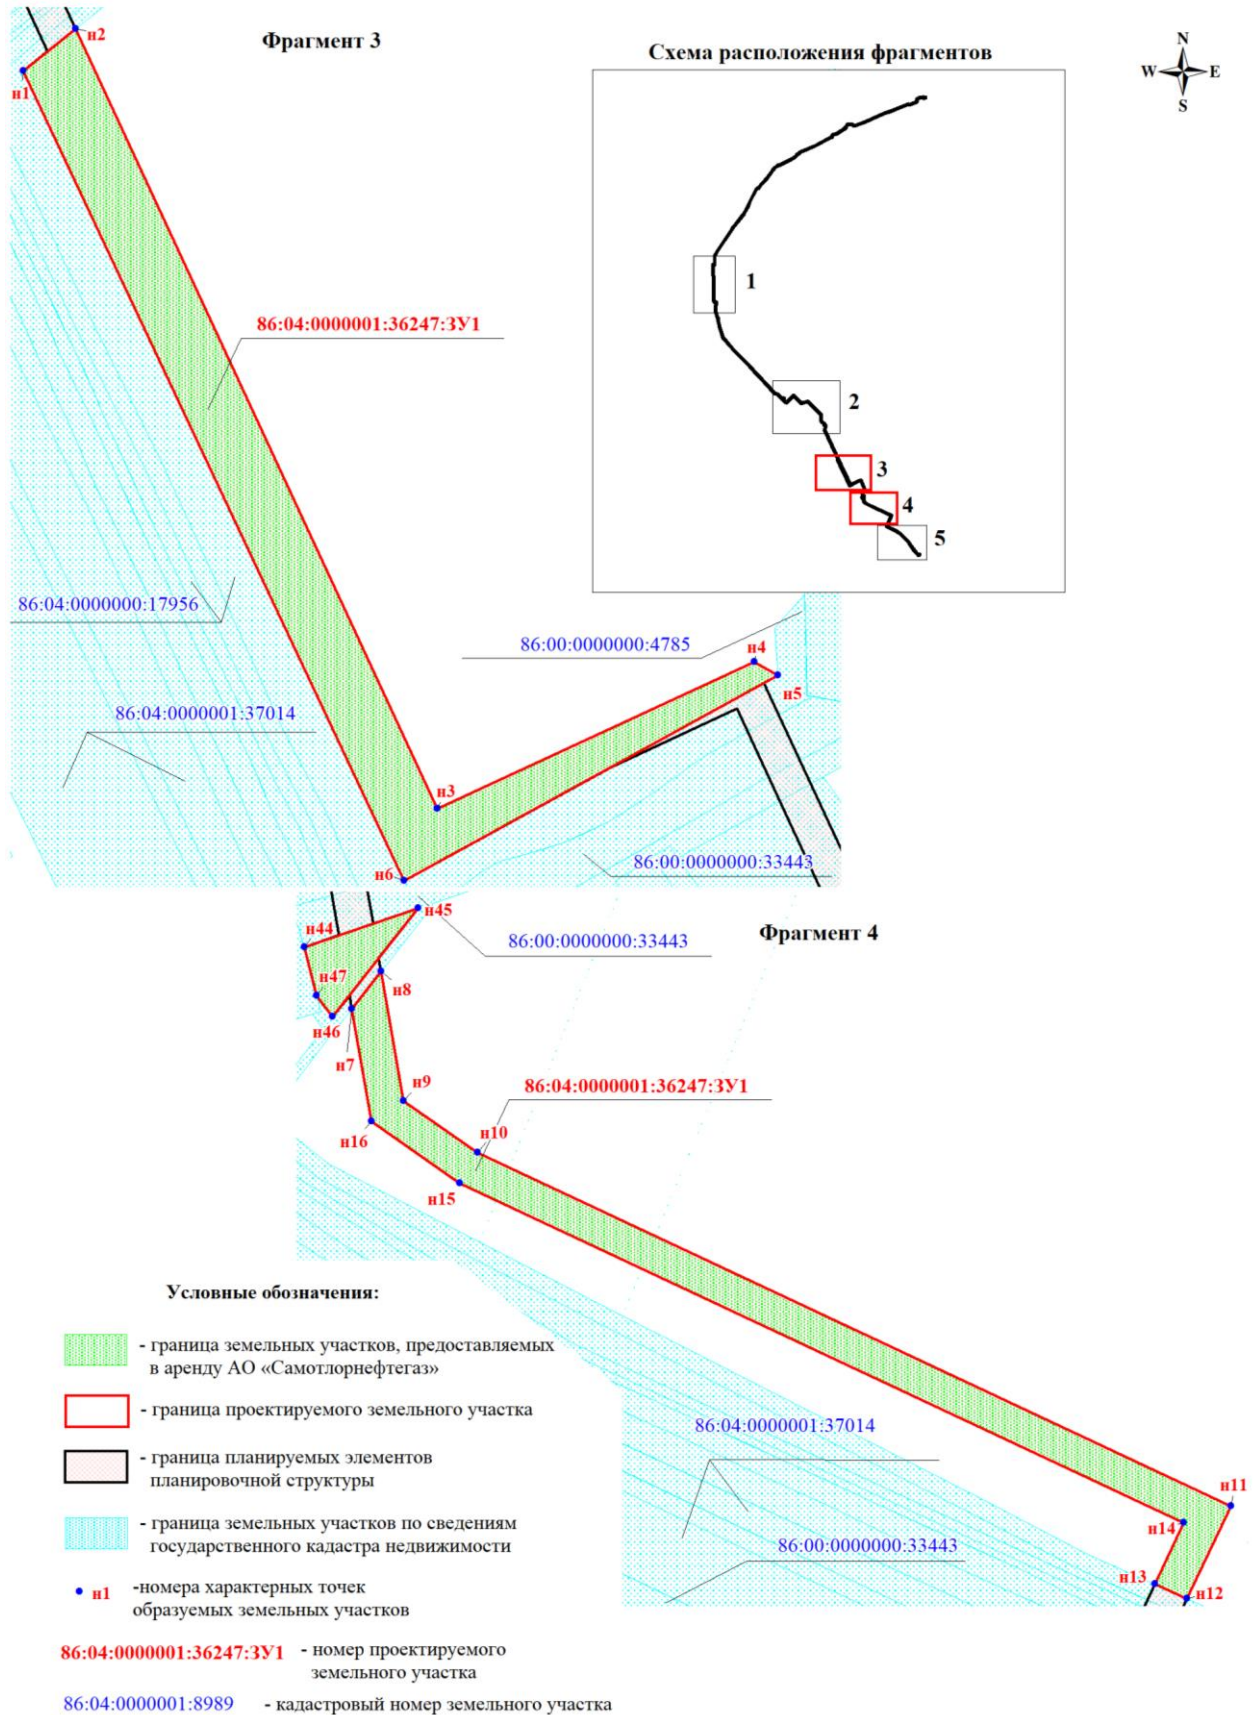 Фрагмент 3
Схема расположения фрагментов
N
W E
S
1
2
3
4
5
н2
н1
86:04:0000001:36247:ЗУ1
86:04:0000000:17956
86:00:0000000:4785
н4
н5
86:04:0000001:37014
н3
86:00:0000000:33443
н6
н45
н44
86:00:0000000:33443
Фрагмент 4
н47
н8
н46
н7
86:04:0000001:36247:ЗУ1
н9
н16
н10
н15
Условные обозначения:
- граница земельных участков, предоставляемых
в аренду АО «Самотлорнефтегаз»
- граница проектируемого земельного участка
- граница планируемых элементов
планировочной структуры
- граница земельных участков по сведениям
государственного кадастра недвижимости
н1 -номера характерных точек
образуемых земельных участков
86:04:0000001:36247:ЗУ1 - номер проектируемого
земельного участка
86:04:0000001:8989 - кадастровый номер земельного участка
86:04:0000001:37014
н11
н14
86:00:0000000:33443
н13
н12